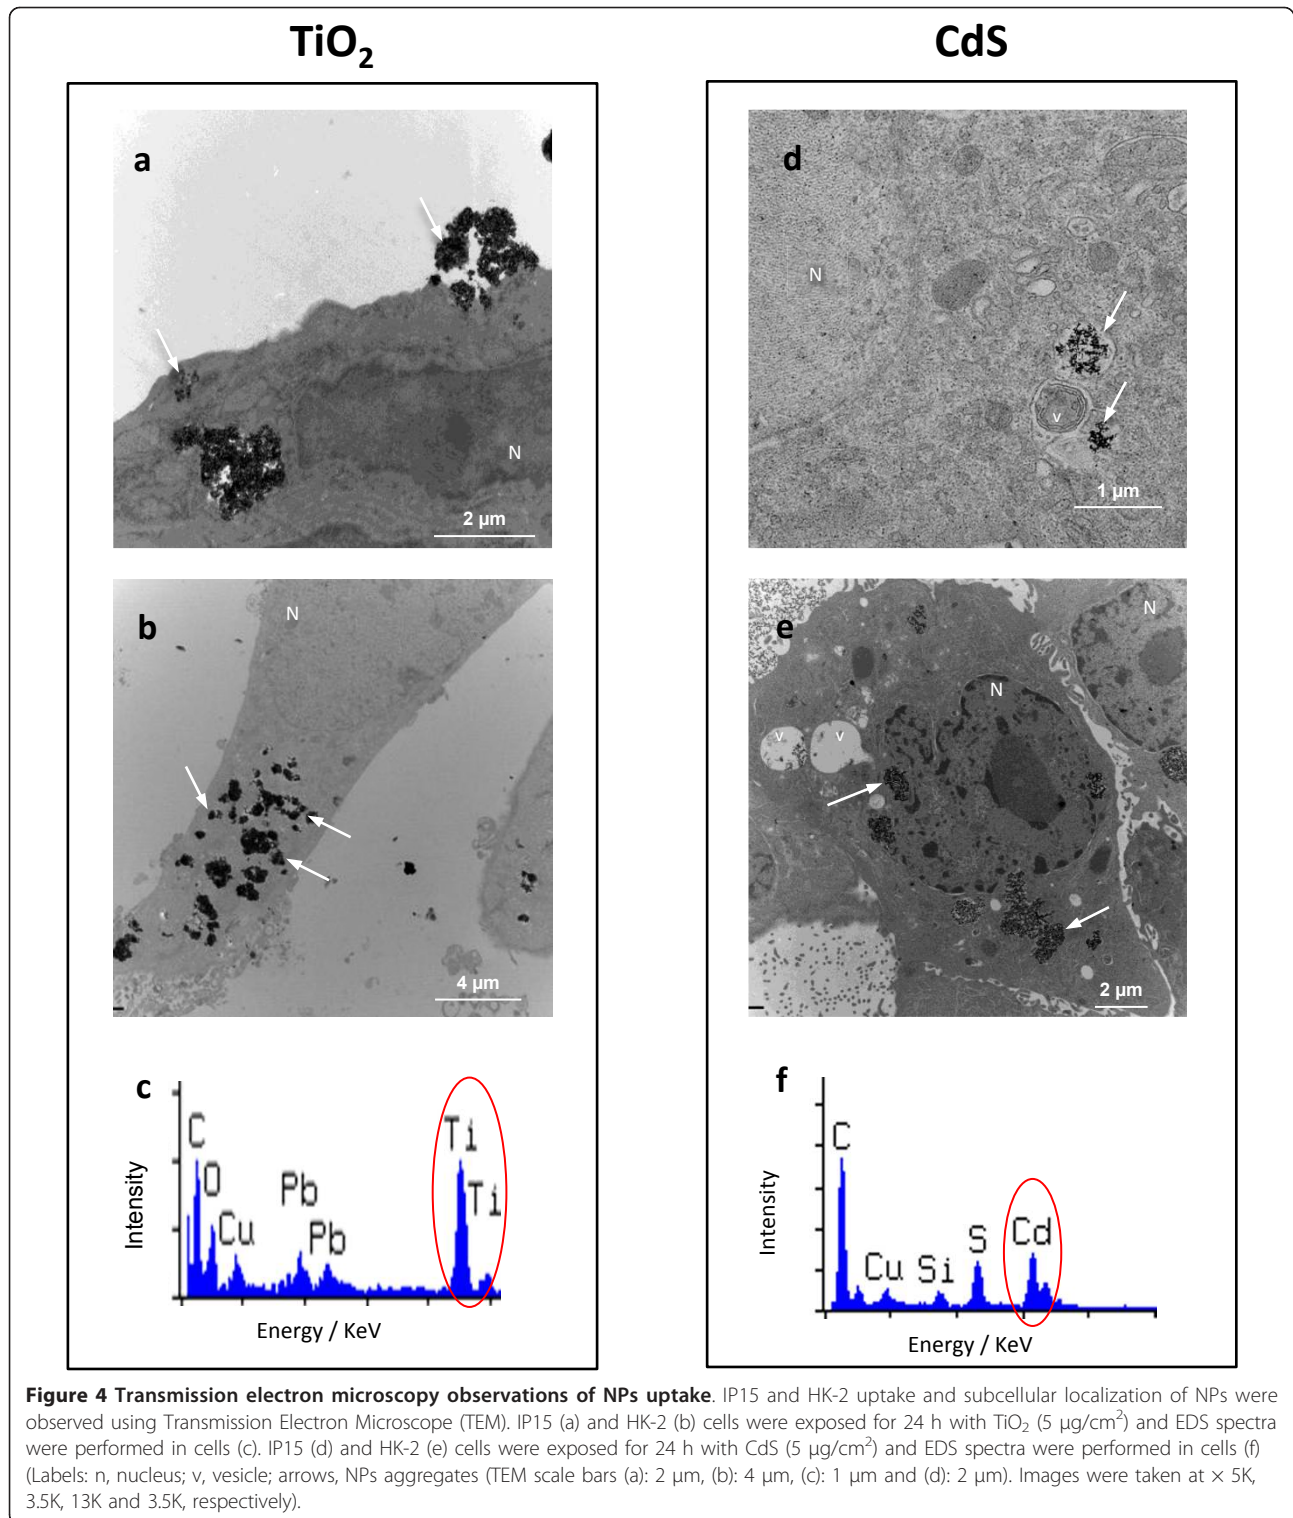 TiO2
CdS
a
N
2 µm
b
N
4 µm
c
Intensity
C
O
Cu
Pb
Pb
Ti
Ti
Energy / KeV
d
N
v
1 µm
e
N
N
v
v
2 µm
f
Intensity
C
Cu
Si
S
Cd
Energy / KeV
Figure 4 Transmission electron microscopy observations of NPs uptake. IP15 and HK-2 uptake and subcellular localization of NPs were
observed using Transmission Electron Microscope (TEM). IP15 (a) and HK-2 (b) cells were exposed for 24 h with TiO2 (5 µg/cm2) and EDS spectra
were performed in cells (c). IP15 (d) and HK-2 (e) cells were exposed for 24 h with CdS (5 µg/cm2) and EDS spectra were performed in cells (f)
(Labels: n, nucleus; v, vesicle; arrows, NPs aggregates (TEM scale bars (a): 2 µm, (b): 4 µm, (c): 1 µm and (d): 2 µm). Images were taken at × 5K,
3.5K, 13K and 3.5K, respectively).